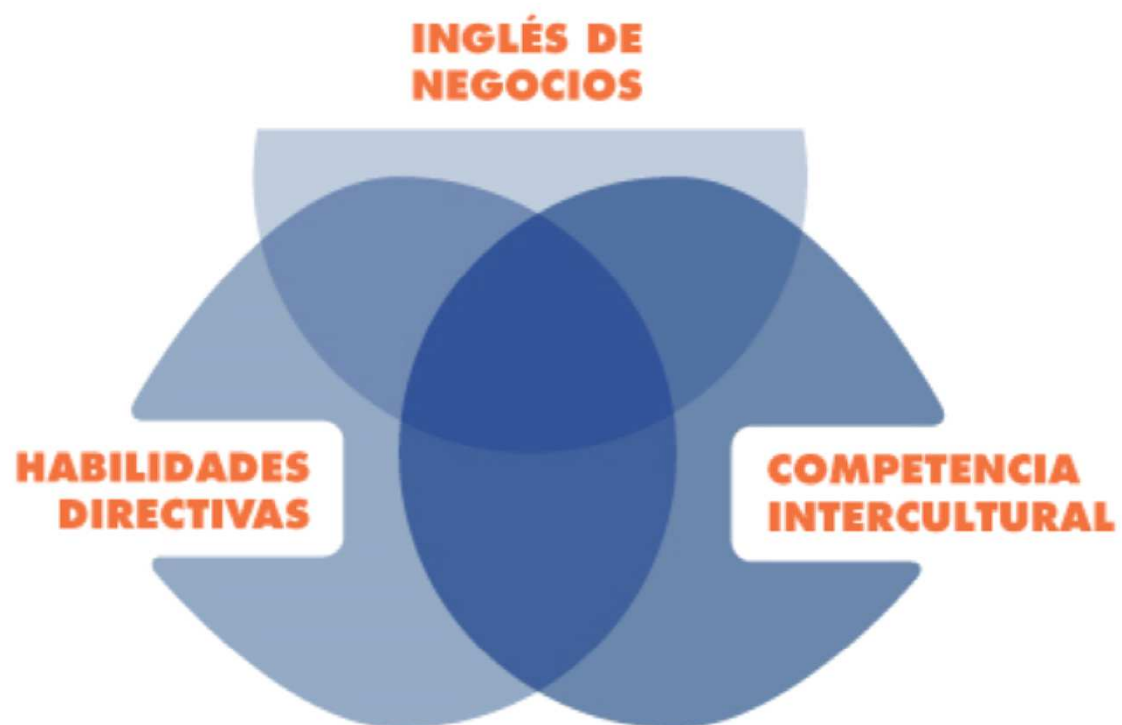 INGLÉS DE
NEGOCIOS
HABILIDADES
DIRECTIVAS
COMPETENCIA
INTERCULTURAL